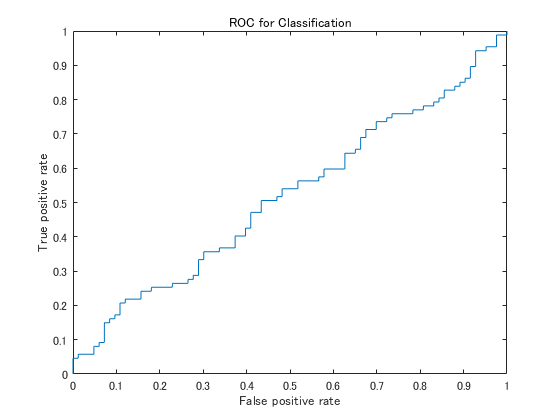 ROC for Classification
1
0.9
0.8
0.7
0.6
0.5
0.4
0.3
0.2
0.1
0
True positive rate
0 0.1 0.2 0.3 0.4 0.5 0.6 0.7 0.8 0.9 1
False positive rate